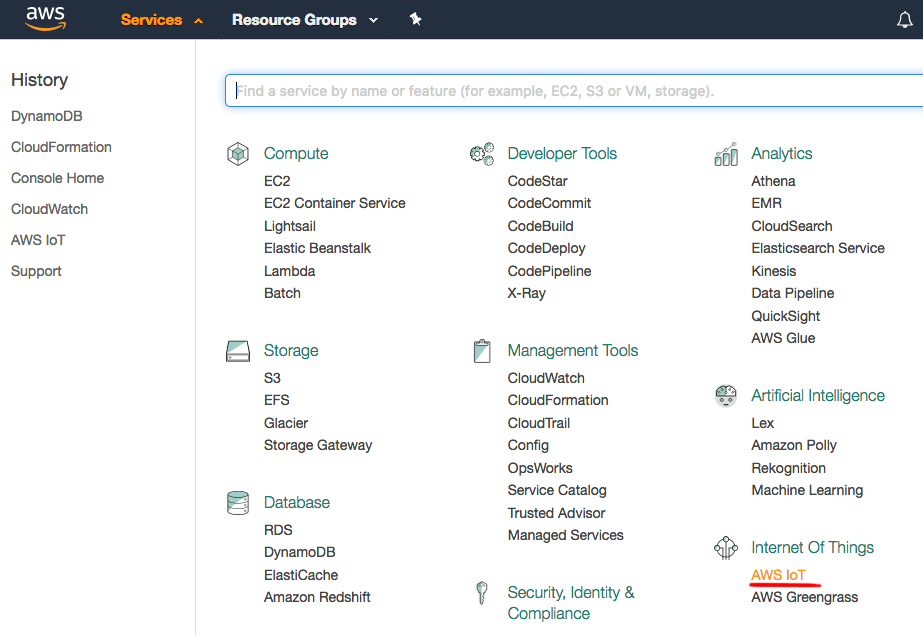 aws
Services
Resource Groups
History
DynamoDB
CloudFormation
Console Home
CloudWatch
AWS IoT
Support
Find a service by name or feature (for example, EC2, S3 or VM, storage).
Compute
EC2
EC2 Container Service
Lightsail
Elastic Beanstalk
Lambda
Batch
Storage
S3
EFS
Glacier
Storage Gateway
Database
RDS
DynamoDB
ElastiCache
Amazon Redshift
Developer Tools
CodeStar
CodeCommit
CodeBuild
CodeDeploy
CodePipeline
X-Ray
Management Tools
CloudWatch
CloudFormation
CloudTrail
Config
OpsWorks
Service Catalog
Trusted Advisor
Managed Services
Security, Identity &
Compliance
Analytics
Athena
EMR
CloudSearch
Elasticsearch Service
Kinesis
Data Pipeline
QuickSight
AWS Glue
Artificial Intelligence
Lex
Amazon Polly
Rekognition
Machine Learning
Internet Of Things
AWS IoT
AWS Greengrass